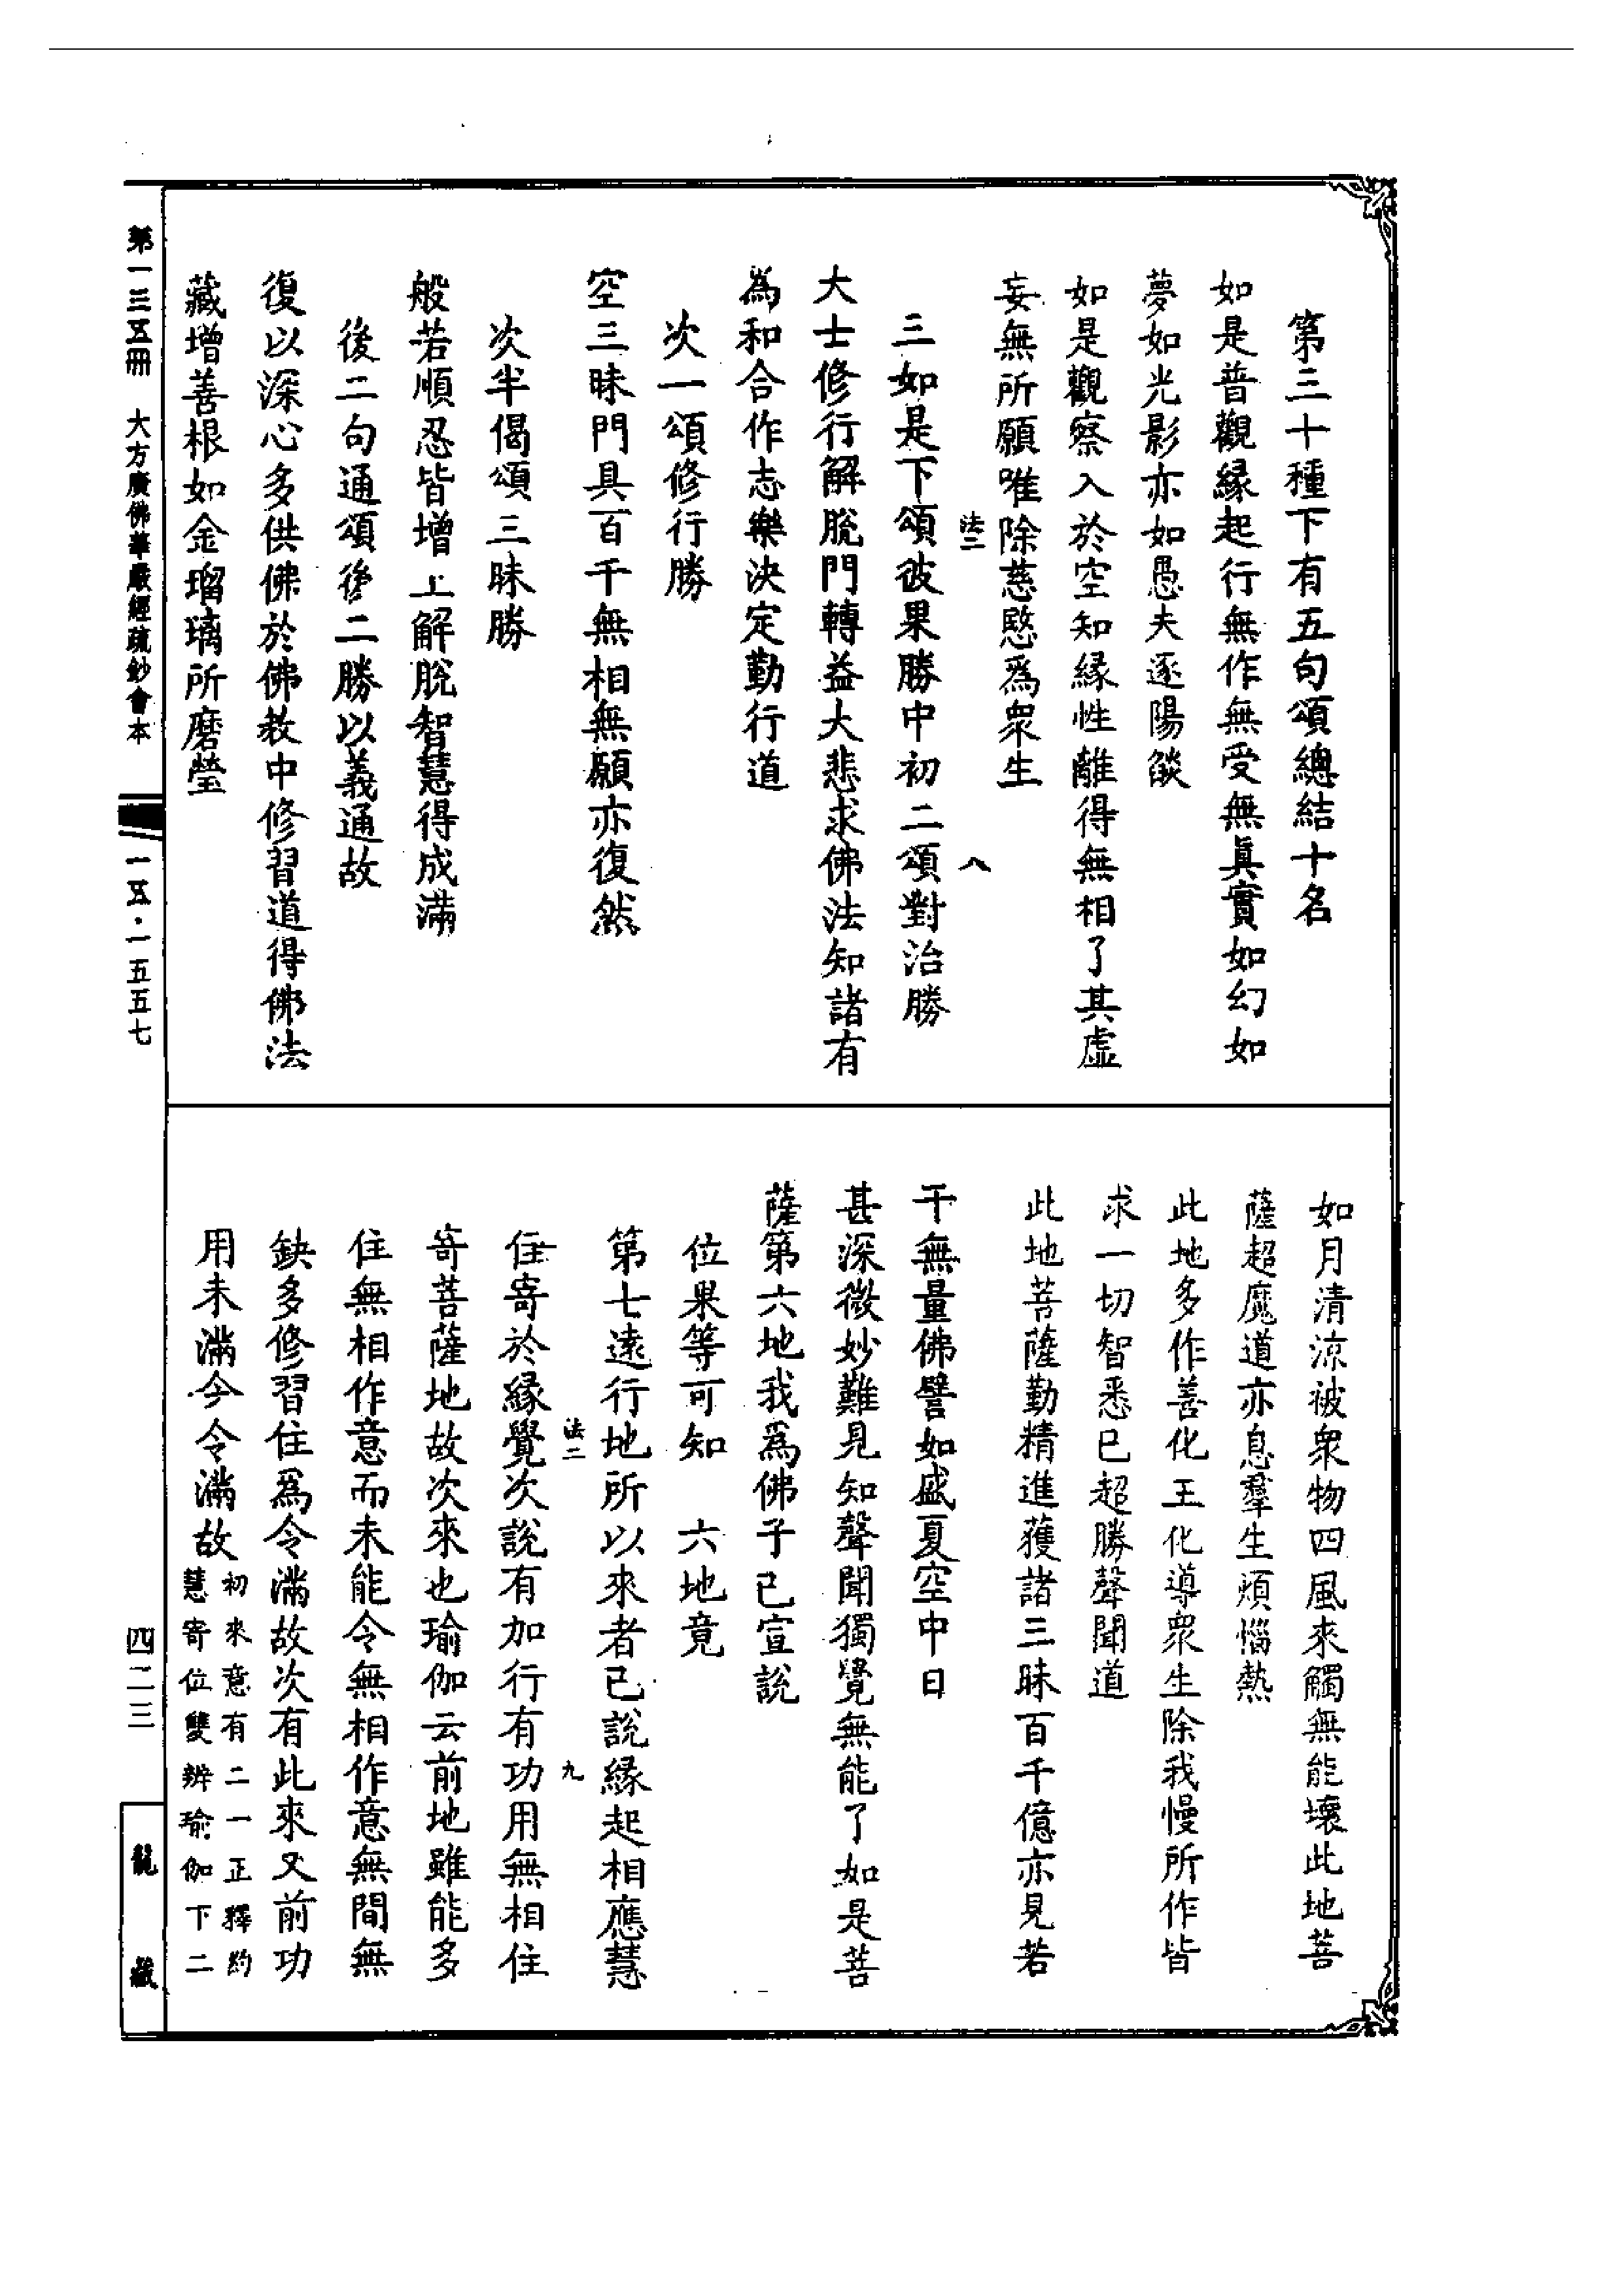 第三十種下有五句頌總結十名
如是普觀縁起行無作無受無眞實如幻如
夢如光影亦如愚夫逐陽燄
如是觀察入於空知縁性離得無相了其虛
妄無所願唯除慈愍爲衆生
法二 八
三如是下頌彼果勝中初二頌對治勝
大士修行解脫門轉益大悲求佛法知諸有
為和合作志樂決定勤行道
次一頌修行勝
空三昧門具百千無相無願亦復然
次半偈頌三昧勝
般若順忍皆增上解脫智慧得成滿
後二句通頌後二勝以義通故
復以深心多供佛於佛教中修習道得佛法
藏增善根如金瑠璃所磨瑩
如月清涼被衆物四風來觸無能壞此地菩
薩超魔道亦息羣生煩惱熱
此地多作善化王化導衆生除我慢所作皆
求一切智悉已超勝聲聞道
此地菩薩勤精進獲諸三昧百千億亦見若
干無量佛譬如盛夏空中日
甚深微妙難見知聲聞獨覺無能了如是菩
薩第六地我爲佛子已宣說
位果等可知　六地竟
第七遠行地所以來者已說縁起相應慧
法二 九
住寄於縁覺次說有加行有功用無相住
寄菩薩地故次來也瑜伽云前地雖能多
住無相作意而未能令無相作意無間無
缺多修習住爲令滿故次有此來又前功
用未滿今令滿故
初來意有二一正釋約
慧寄位雙辨瑜伽下二
第一三五冊　大方廣佛華嚴經疏鈔會本
一五・一五五七
四二三
龍藏